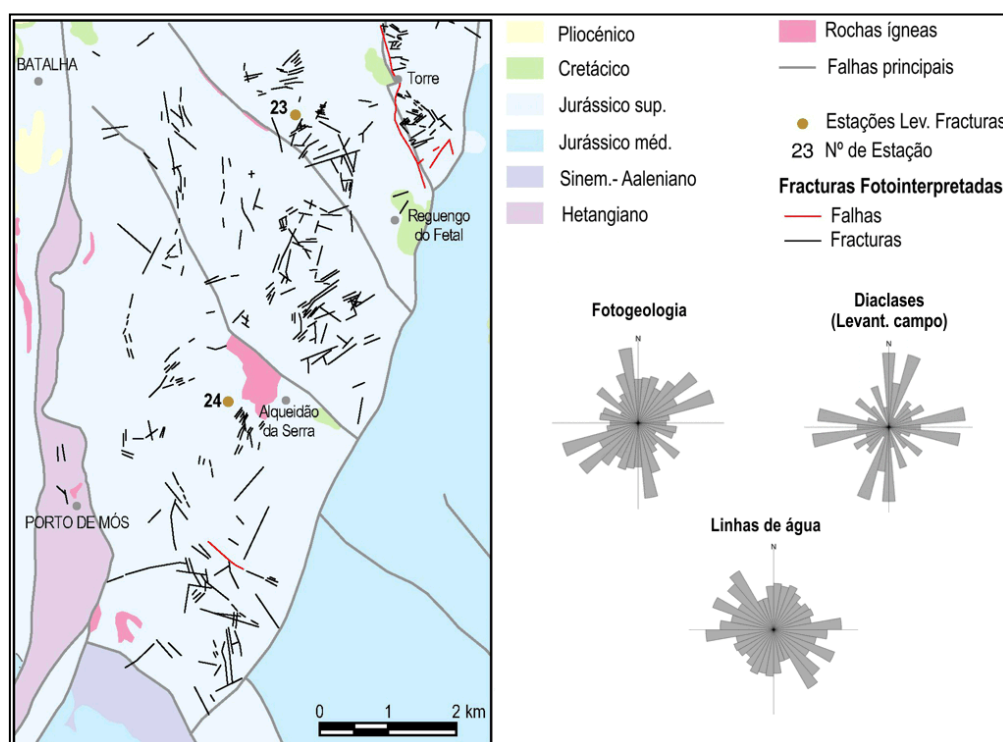 BATALHA
23
Torre
Reguengo
do Fetal
24
Alqueidão
da Serra
PORTO DE MÓS
0 1 2 km
Pliocénico
Cretácico
Jurássico sup.
Jurássico méd.
Sinem.- Aaleniano
Hetangiano
Rochas ígneas
Falhas principais
Estações Lev. Fracturas
23 Nº de Estação
Fracturas Fotointerpretadas
Falhas
Fracturas
Fotogeologia
N
Diaclases
(Levant. campo)
N
Linhas de água
N